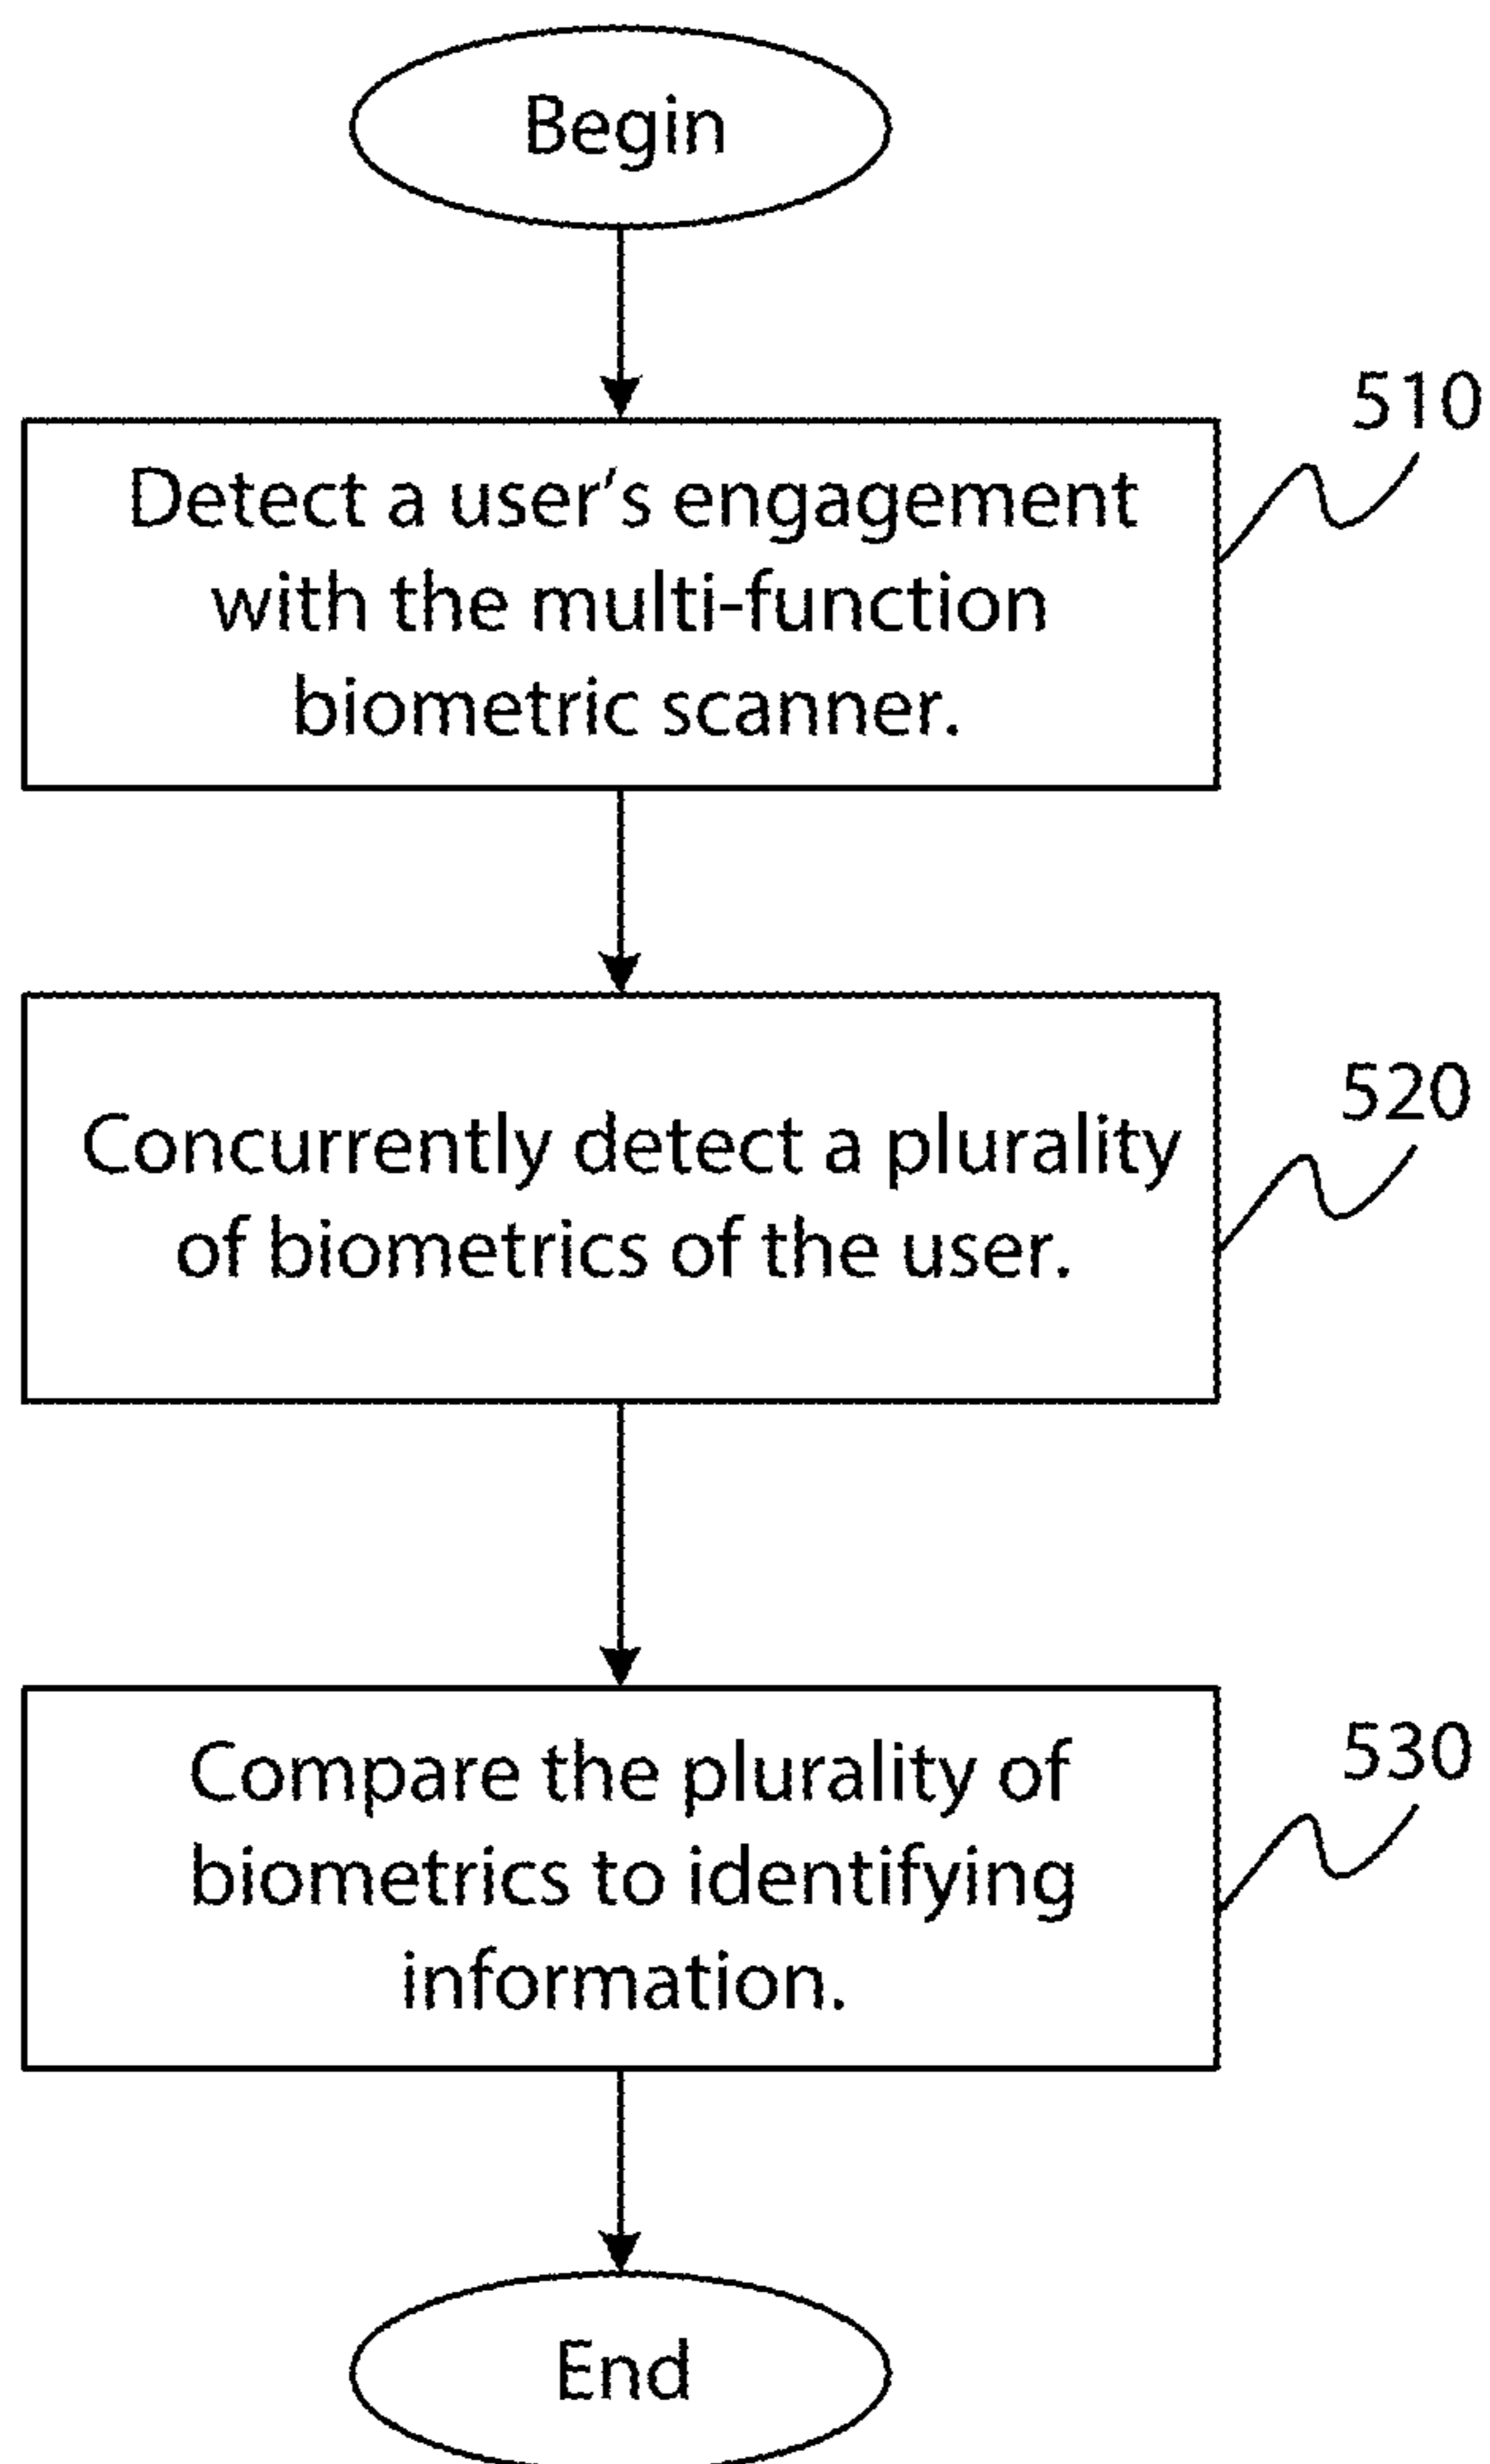 Begin
510
Detect a user's engagement
with the multi-function
biometric scanner.
520
Concurrently detect a plurality
of biometrics of the user.
530
Compare the plurality of
biometrics to identifying
information.
End